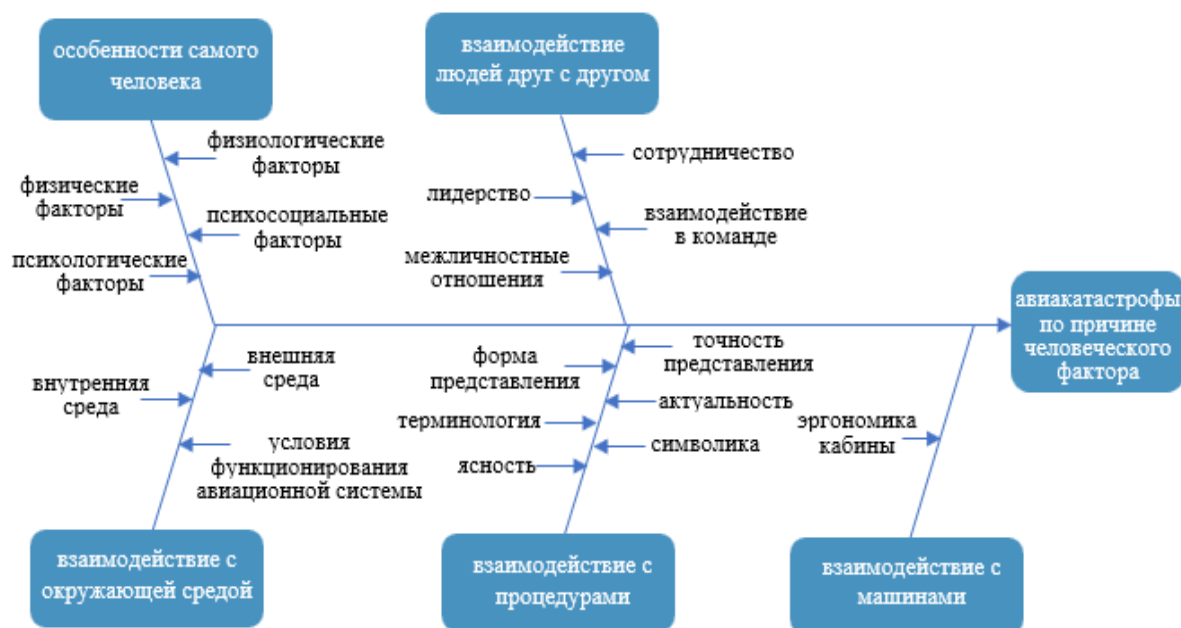 особенности самого
человека
взаимодействие
людей друг с другом
физиологические
факторы
физические
факторы
психосоциальные
факторы
психологические
факторы
сотрудничество
лидерство
взаимодействие
в команде
межличностные
отношения
авиакатастрофы
по причине
человеческого
фактора
внешняя
среда
внутренняя
среда
условия
функционирования
авиационной системы
точность
представления
форма
представления
актуальность
терминология
символика
ясность
эргономика
кабины
взаимодействие с
окружающей средой
взаимодействие с
процедурами
взаимодействие с
машинами